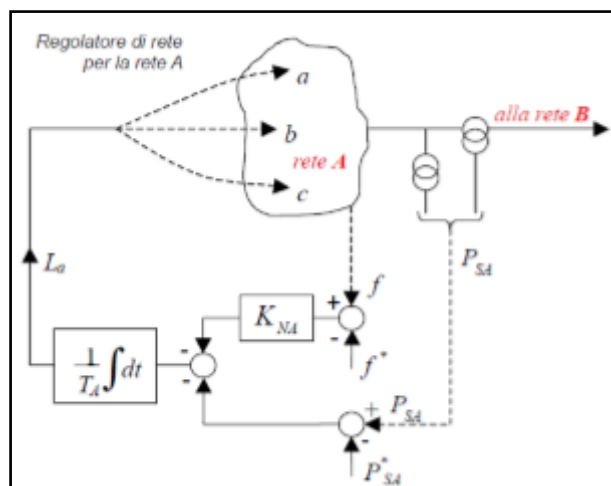 Regolatore di rete
per la rete A
a
alla rete B
b
rete A
c
L_a
P_SA
f
K_NA
+
-
f*
1/T_A ∫dt
-
-
P_SA
+
-
P*_SA